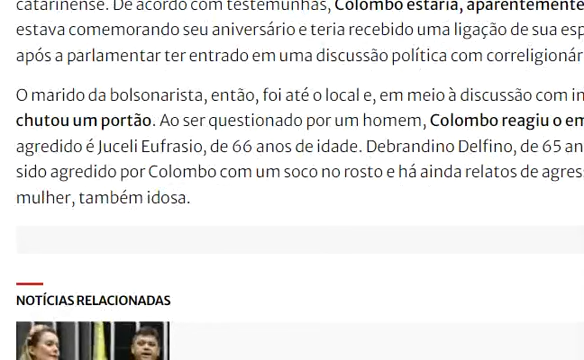 catarinense. De acordo com testemunhas, Colombo estaria, aparentemente
estava comemorando seu aniversário e teria recebido uma ligação de sua esp
após a parlamentar ter entrado em uma discussão política com correligionár
O marido da bolsonarista, então, foi até o local e, em meio à discussão com in
chutou um portão. Ao ser questionado por um homem, Colombo reagiu o em
agredido é Juceli Eufrasio, de 66 anos de idade. Debrandino Delfino, de 65 an
sido agredido por Colombo com um soco no rosto e há ainda relatos de agres
mulher, também idosa.
NOTÍCIAS RELACIONADAS